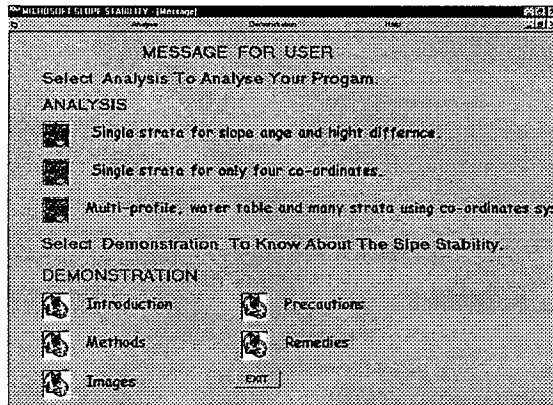 MICROSOFT SLOPE STABILITY - [Message]
Analysis Demonstration Help
MESSAGE FOR USER
Select Analysis To Analyse Your Progam.
ANALYSIS
Single strata for slope ange and hight differnce.
Single strata for only four co-ordinates.
Multi-profile, water table and many strata using co-ordinates sy
Select Demonstration To Know About The Slpe Stability.
DEMONSTRATION
Introduction Precautions
Methods Remedies
Images EXIT